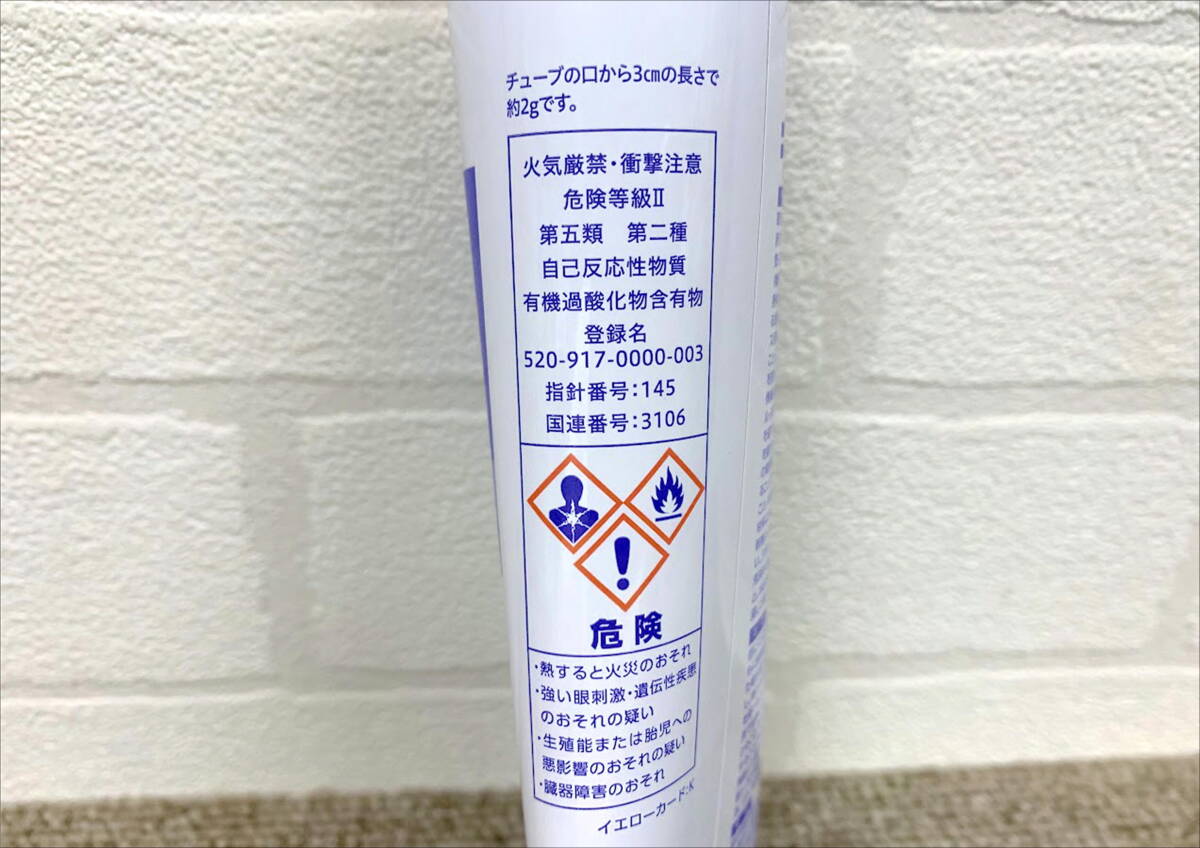 チューブの口から3㎝の長さで
約2gです。
火気厳禁・衝撃注意
危険等級Ⅱ
第五類　第二種
自己反応性物質
有機過酸化物含有物
登録名
520-917-0000-003
指針番号：145
国連番号：3106
危険
・熱すると火災のおそれ
・強い眼刺激・遺伝性疾患
のおそれの疑い
・生殖能または胎児への
悪影響のおそれの疑い
・臓器障害のおそれ
イエローカード：K